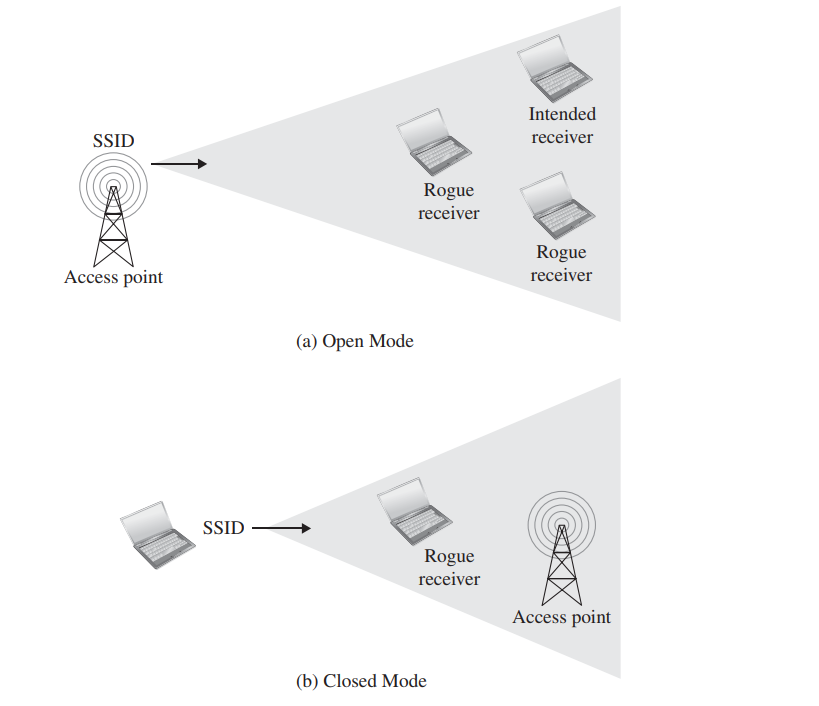 SSID
Access point
Intended
receiver
Rogue
receiver
Rogue
receiver
(a) Open Mode
SSID
Rogue
receiver
Access point
(b) Closed Mode